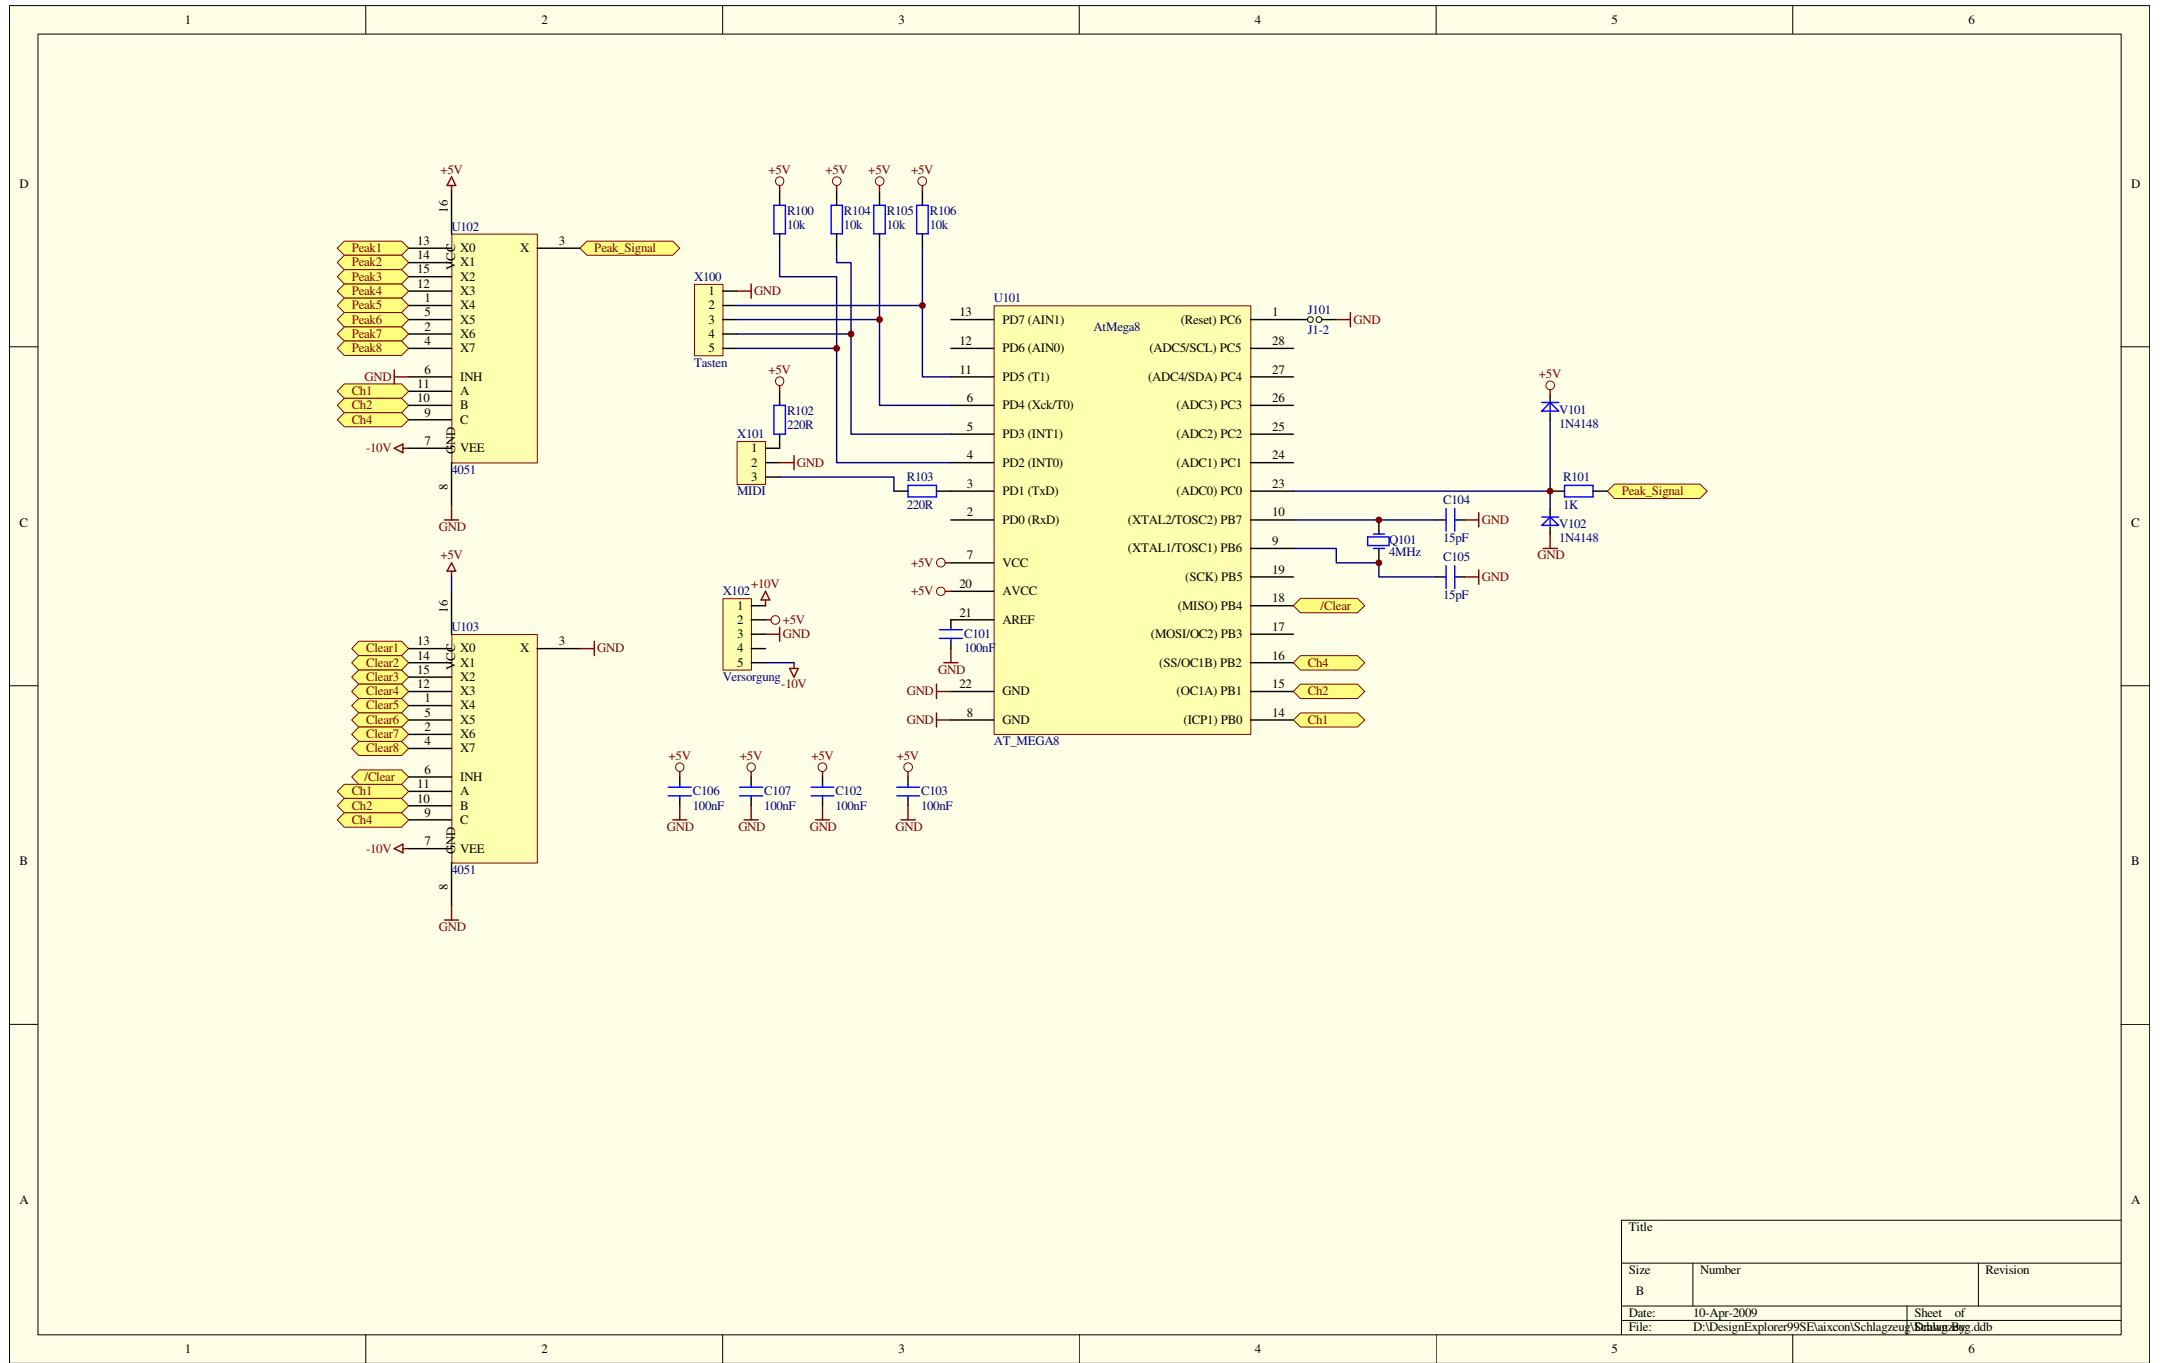 1 2 3 4 5 6
D
+5V
16
U102
VCC
Peak1 13 X0 X 3 Peak_Signal
Peak2 14 X1
Peak3 15 X2
Peak4 12 X3
Peak5 1 X4
Peak6 5 X5
Peak7 2 X6
Peak8 4 X7
GND 6 INH
Ch1 11 A
Ch2 10 B
Ch4 9 C
-10V 7 VEE
GND
4051
8
GND
+5V
16
U103
VCC
Clear1 13 X0 X 3 GND
Clear2 14 X1
Clear3 15 X2
Clear4 12 X3
Clear5 1 X4
Clear6 5 X5
Clear7 2 X6
Clear8 4 X7
/Clear 6 INH
Ch1 11 A
Ch2 10 B
Ch4 9 C
-10V 7 VEE
GND
4051
8
GND
+5V +5V +5V +5V
R100 R104 R105 R106
10k 10k 10k 10k
X100
1 GND
2
3
4
5
Tasten
+5V
R102
220R
X101
1
2 GND
3
MIDI
R103
220R
X102 +10V
1
2 +5V
3 GND
4
5
Versorgung -10V
+5V +5V +5V +5V
C106 C107 C102 C103
100nF 100nF 100nF 100nF
GND GND GND GND
U101
AtMega8
13 PD7 (AIN1) (Reset) PC6 1
12 PD6 (AIN0) (ADC5/SCL) PC5 28
11 PD5 (T1) (ADC4/SDA) PC4 27
6 PD4 (Xck/T0) (ADC3) PC3 26
5 PD3 (INT1) (ADC2) PC2 25
4 PD2 (INT0) (ADC1) PC1 24
3 PD1 (TxD) (ADC0) PC0 23
2 PD0 (RxD) (XTAL2/TOSC2) PB7 10
+5V 7 VCC (XTAL1/TOSC1) PB6 9
(SCK) PB5 19
+5V 20 AVCC (MISO) PB4 18 /Clear
21 AREF (MOSI/OC2) PB3 17
C101
100nF
GND
(SS/OC1B) PB2 16 Ch4
GND 22 GND (OC1A) PB1 15 Ch2
GND 8 GND (ICP1) PB0 14 Ch1
AT_MEGA8
J101
J1-2
GND
+5V
V101
1N4148
R101
1K
Peak_Signal
V102
1N4148
GND
C104
15pF
GND
Q101
4MHz
C105
15pF
GND
D
C
C
B
B
A
A
Title
Size Number Revision
B
Date: 10-Apr-2009 Sheet of
File: D:\DesignExplorer99SE\aixcon\Schlagzeug\Schlagzeug.ddb Drawn By:
1 2 3 4 5 6